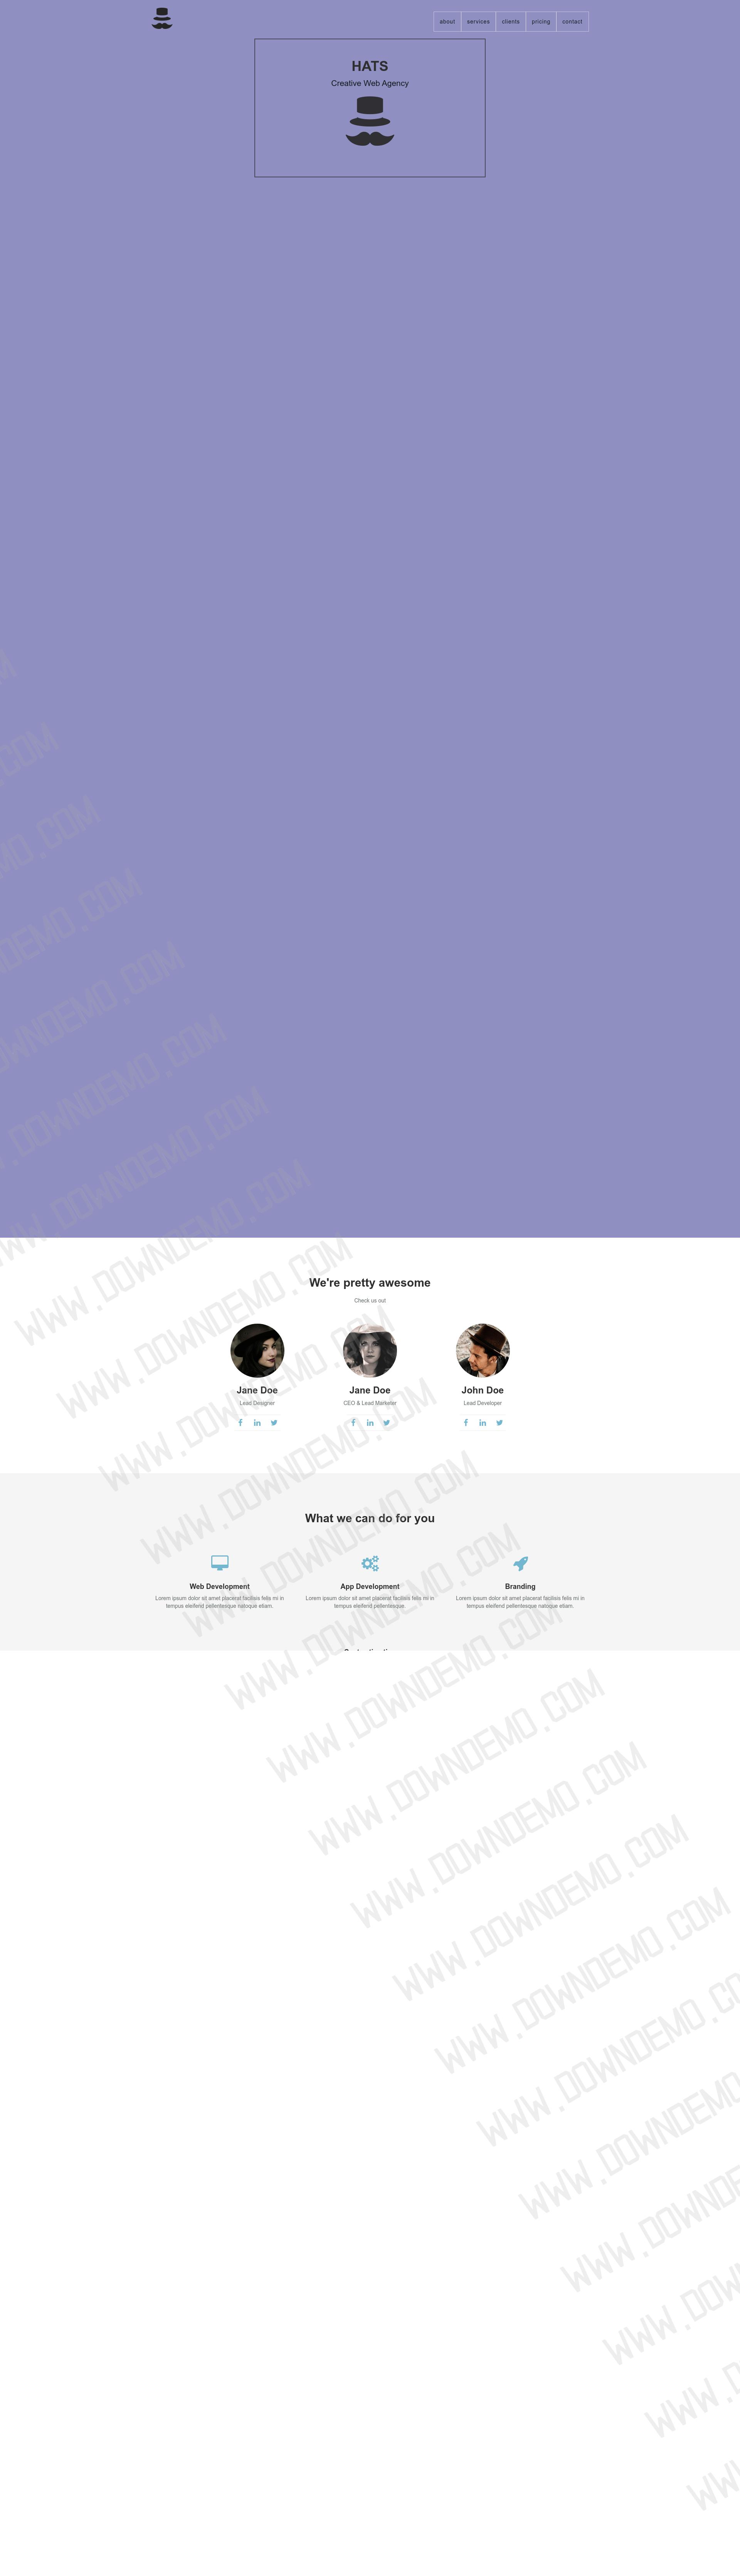 about services clients pricing contact
HATS
Creative Web Agency
We're pretty awesome
Check us out
Jane Doe Jane Doe John Doe
Lead Designer CEO & Lead Marketer Lead Developer
What we can do for you
Web Development App Development Branding
Lorem ipsum dolor sit amet placerat facilisis felis mi in Lorem ipsum dolor sit amet placerat facilisis felis mi in Lorem ipsum dolor sit amet placerat facilisis felis mi in
tempus eleifend pellentesque natoque etiam. tempus eleifend pellentesque. tempus eleifend pellentesque natoque etiam.
WWW.DOWNDEMO.COM